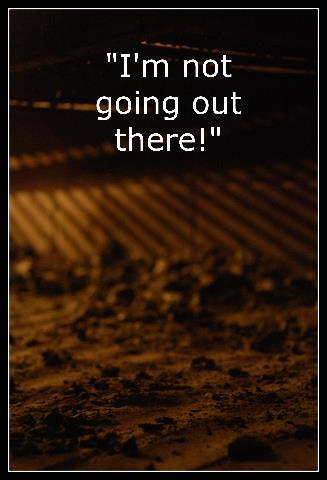 "I'm not
going out
there!"